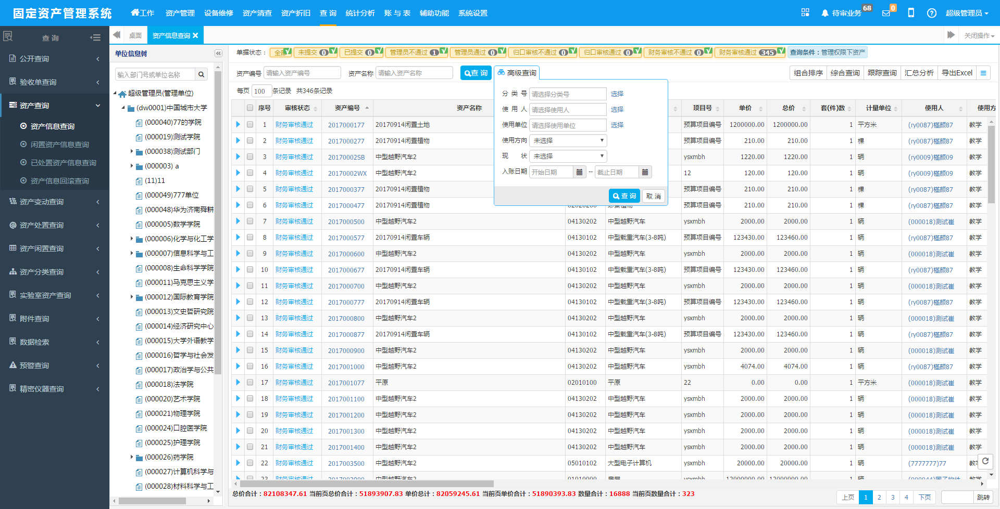 固定资产管理系统 工作 资产管理 设备维修 资产清查 资产折旧 查 询 统计分析 账 与 表 辅助功能 系统设置 待审业务 68 0 超级管理员
查 询
公开查询
验收单查询
资产查询
资产信息查询
闲置资产信息查询
已处置资产信息查询
资产信息回滚查询
资产变动查询
资产处置查询
资产闲置查询
资产分类查询
实验室资产查询
附件查询
数据检索
预警查询
精密仪器查询
桌面 资产信息查询 关闭操作
单位信息树
输入部门号或单位名称
超级管理员(管理单位)
(dw0001)中国城市大学
(000040)77的学院
(000019)测试学院
(000038)测试部门
(000003) a
(11)11
(000049)777单位
(000048)华为济南舜耕
(000005)数学学院
(000006)化学与化工学
(000007)信息科学与工
(000008)生命科学学院
(000011)马克思主义学
(000012)国际教育学院
(000013)文史哲研究院
(000014)经济研究中心
(000015)大学外语教学
(000016)哲学与社会发
(000017)政治学与公共
(000018)法学院
(000020)艺术学院
(000021)物理学院
(000024)口腔医学院
(000025)护理学院
(000026)药学院
(000027)计算机科学与
(000028)材料科学与工
单据状态： 全部 未提交 0 已提交 0 管理员不通过 1 管理员通过 0 归口审核不通过 0 归口审核通过 0 财务审核不通过 0 财务审核通过 345 查询条件：管理权限下资产
资产编号 请输入资产编号 资产名称 请输入资产名称 查 询 高级查询 组合排序 综合查询 跟踪查询 汇总分析 导出Excel
每页 100 条记录 共346条记录
分 类 号 请选择分类号 选择
使 用 人 请选择使用人 选择
使用单位 请选择使用单位 选择
使用方向 未选择
现 状 未选择
入账日期 开始日期 -- 截止日期
查 询 取 消
序号 审核状态 资产编号 资产名称 项目号 单价 总价 套(件)数 计量单位 使用人 使用方
1 财务审核通过 2017000177 20170914闲置土地 预算项目编号 1200000.00 1200000.00 1 平方米 (ry0087)槿颜87 教学
2 财务审核通过 2017000277 20170914闲置植物 预算项目编号 210.00 210.00 1 棵 (ry0087)槿颜87 教学
3 财务审核通过 20170002SB 中型越野汽车2 ysxmbh 1220.00 1220.00 1 辆 (ry0009)槿颜09 教学
4 财务审核通过 20170002WX 中型越野汽车2 12 120.00 120.00 1 辆 (ry0009)槿颜09 教学
5 财务审核通过 2017000377 20170914闲置植物 预算项目编号 210.00 210.00 1 棵 (ry0087)槿颜87 教学
6 财务审核通过 2017000477 20170914闲置植物 预算项目编号 210.00 210.00 1 棵 (ry0087)槿颜87 教学
7 财务审核通过 2017000500 中型越野汽车2 04130202 中型越野汽车 ysxmbh 2000.00 2000.00 1 辆 (000018)测试崔 教学
8 财务审核通过 2017000577 20170914闲置车辆 04130102 中型载重汽车(3-8吨) 预算项目编号 123430.00 123460.00 1 辆 (ry0087)槿颜87 教学
9 财务审核通过 2017000600 中型越野汽车2 04130202 中型越野汽车 ysxmbh 2000.00 2000.00 1 辆 (000018)测试崔 教学
10 财务审核通过 2017000677 20170914闲置车辆 04130102 中型载重汽车(3-8吨) 预算项目编号 123430.00 123460.00 1 辆 (ry0087)槿颜87 教学
11 财务审核通过 2017000700 中型越野汽车2 04130202 中型越野汽车 ysxmbh 2000.00 2000.00 1 辆 (000018)测试崔 教学
12 财务审核通过 2017000777 20170914闲置车辆 04130102 中型载重汽车(3-8吨) 预算项目编号 123430.00 123460.00 1 辆 (ry0087)槿颜87 教学
13 财务审核通过 2017000800 中型越野汽车2 04130202 中型越野汽车 ysxmbh 2000.00 2000.00 1 辆 (000018)测试崔 教学
14 财务审核通过 2017000877 20170914闲置车辆 04130102 中型载重汽车(3-8吨) 预算项目编号 123430.00 123460.00 1 辆 (ry0087)槿颜87 教学
15 财务审核通过 2017000900 中型越野汽车2 04130202 中型越野汽车 ysxmbh 2000.00 2000.00 1 辆 (000018)测试崔 教学
16 财务审核通过 2017001000 中型越野汽车2 04130202 中型越野汽车 ysxmbh 4074.00 4074.00 1 辆 (ry0087)槿颜87 教学
17 财务审核通过 2017001077 平原 02010100 平原 22 0.00 0.00 1 平方米 (000018)测试崔 教学
18 财务审核通过 2017001100 中型越野汽车2 04130202 中型越野汽车 ysxmbh 2000.00 2000.00 1 辆 (000018)测试崔 教学
19 财务审核通过 2017001200 中型越野汽车2 04130202 中型越野汽车 ysxmbh 2000.00 2000.00 1 辆 (000018)测试崔 教学
20 财务审核通过 2017001300 中型越野汽车2 04130202 中型越野汽车 ysxmbh 2000.00 2000.00 1 辆 (000018)测试崔 教学
21 财务审核通过 2017001400 中型越野汽车2 04130202 中型越野汽车 ysxmbh 2000.00 2000.00 1 辆 (000018)测试崔 教学
22 财务审核通过 2017003500 中型越野汽车2 05010102 大型电子计算机 ysxmbh 20000.00 20000.00 1 辆 (7777777)77
总价合计：82108347.61 当前页总价合计：51893907.83 单价总计：82059245.61 当前页单价合计：51890393.83 数量合计：16888 当前页数量合计：323
上页 1 2 3 4 下页 跳转